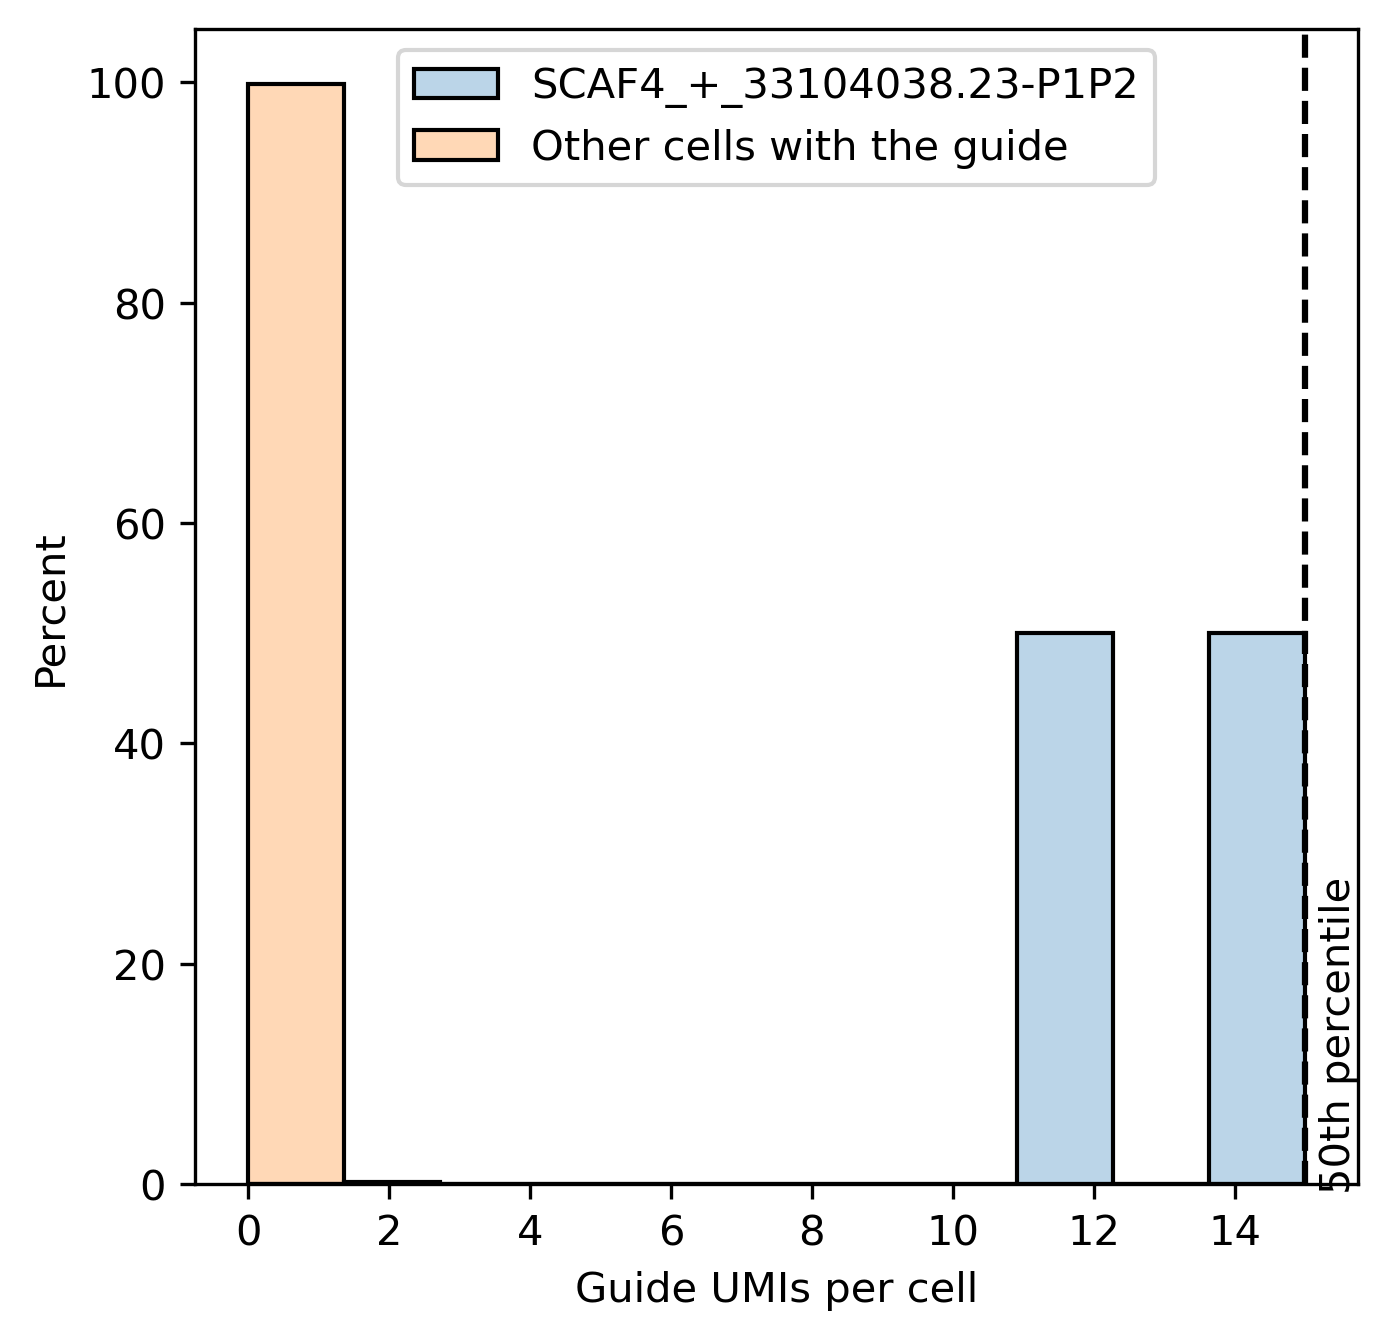 SCAF4_+_33104038.23-P1P2
Other cells with the guide
100
80
60
40
20
0
Percent
50th percentile
0 2 4 6 8 10 12 14
Guide UMIs per cell